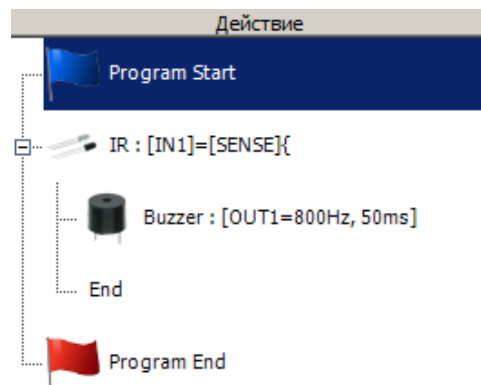 Действие
Program Start
IR : [IN1]=[SENSE]{
Buzzer : [OUT1=800Hz, 50ms]
End
Program End